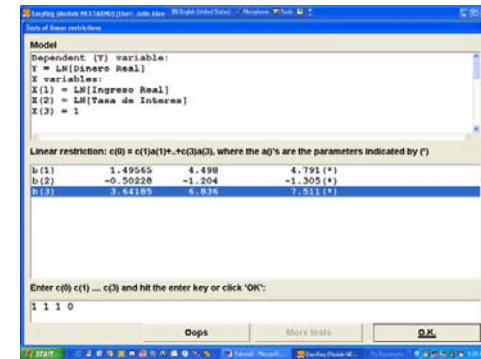 Tests of linear restrictions
Model
Dependent (Y) variable:
Y = LN[Dinero Real]
X variables:
X(1) = LN[Ingreso Real]
X(2) = LN[Tasa de Interes]
X(3) = 1
Linear restriction: c(0) = c(1)a(1)+..+c(3)a(3), where the a()'s are the parameters indicated by (*)
b(1) 1.49565 4.498 4.791(*)
b(2) -0.50228 -1.204 -1.305(*)
b(3) 3.64185 6.836 7.511(*)
Enter c(0) c(1) .... c(3) and hit the enter key or click 'OK':
1 1 1 0
Oops More tests O.K.